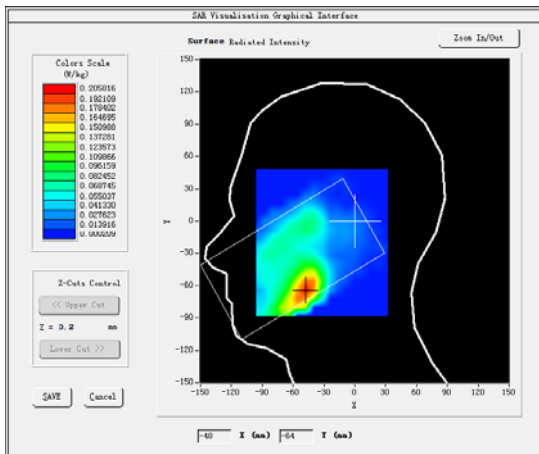 SAR Visualisation Graphical Interface
Surface Radiated Intensity
Zoom In/Out
Colors Scale
(W/kg)
0.205816
0.192109
0.178402
0.164695
0.150988
0.137281
0.123573
0.109866
0.096159
0.082452
0.068745
0.055037
0.041330
0.027623
0.013916
0.000209
Z-Cuts Control
<< Upper Cut
Z = 3.2 mm
Lower Cut >>
SAVE
Cancel
150
120
90
60
30
0
-30
-60
-90
-120
-150
Y
-150 -120 -90 -60 -30 0 30 60 90 120 150
X
-48 X (mm) -64 Y (mm)